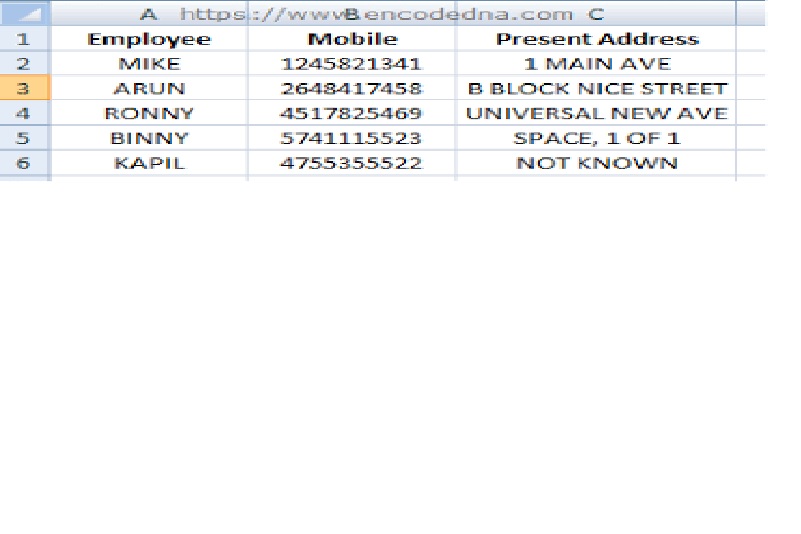 A https://www.encodedna.com B C
1 Employee Mobile Present Address
2 MIKE 1245821341 1 MAIN AVE
3 ARUN 2648417458 B BLOCK NICE STREET
4 RONNY 4517825469 UNIVERSAL NEW AVE
5 BINNY 5741115523 SPACE, 1 OF 1
6 KAPIL 4755355522 NOT KNOWN